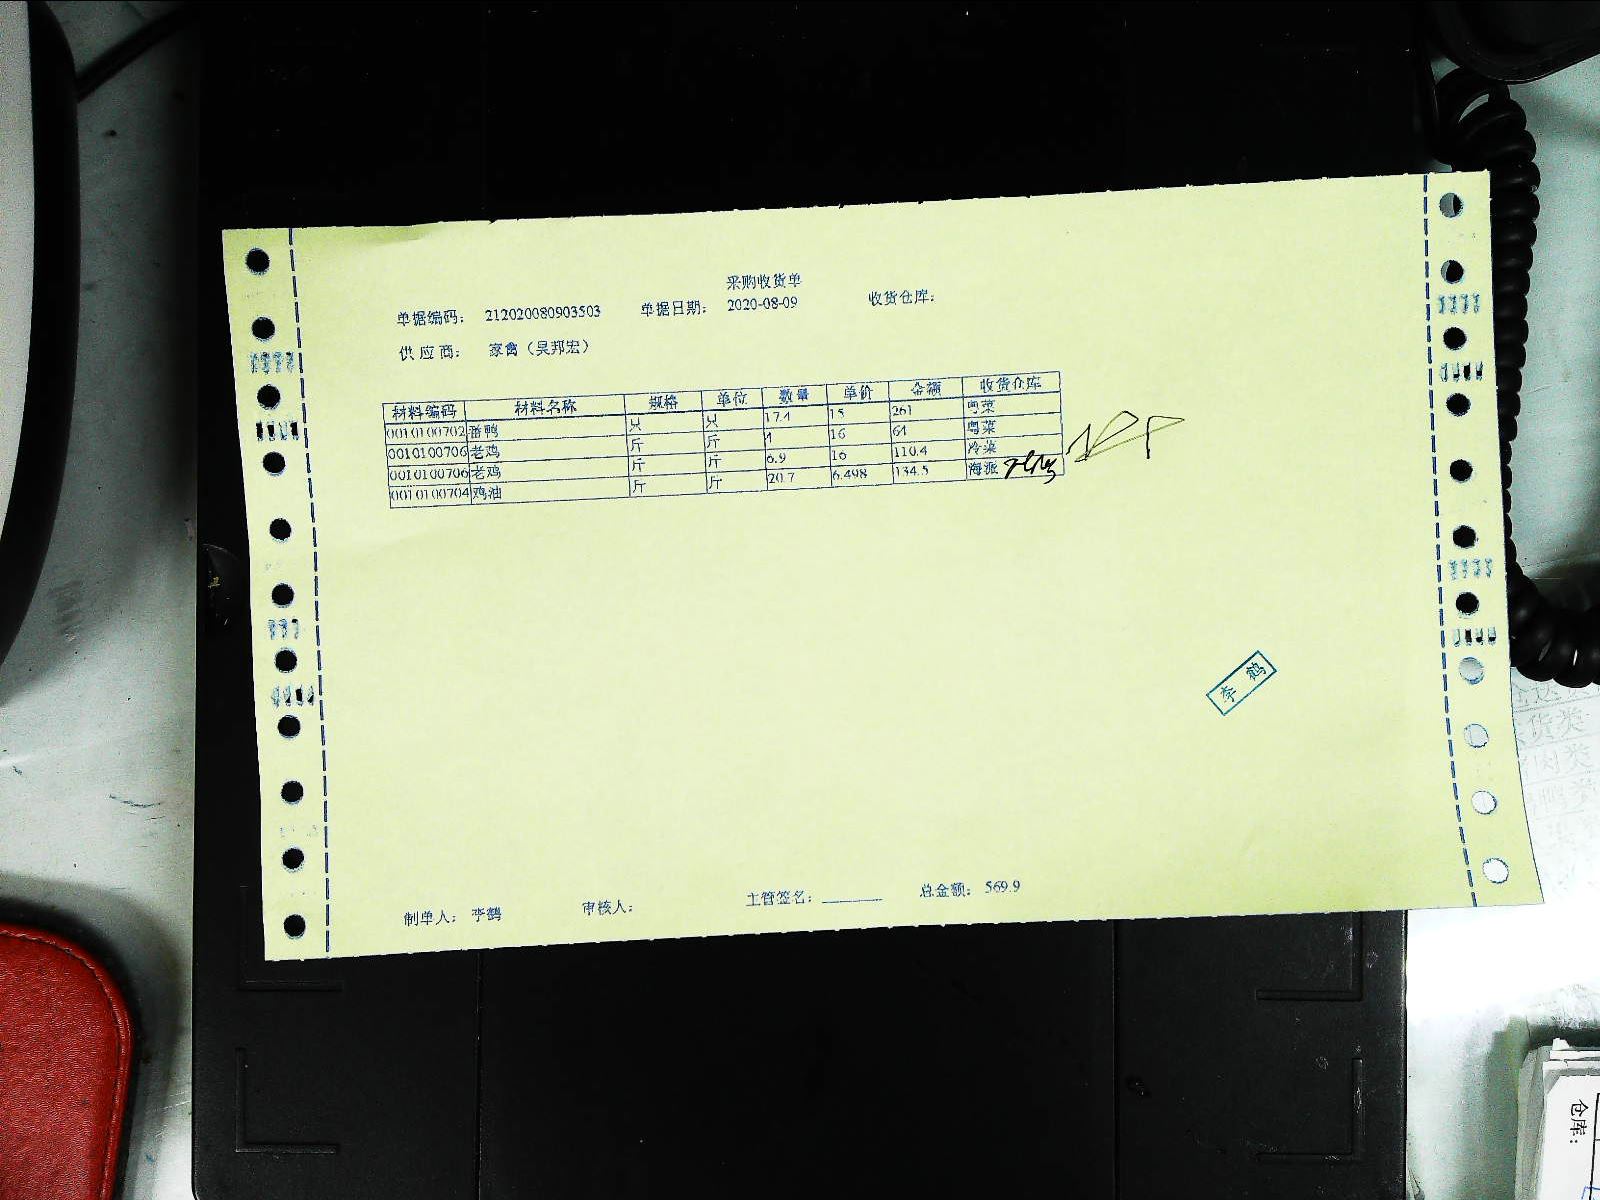 采购收货单
单据编码： 212020080903503 单据日期： 2020-08-09 收货仓库：
供应商： 家禽（吴邦宏）
材料编码 材料名称 规格 单位 数量 单价 金额 收货仓库
0010100702 番鸭 只 只 17.4 15 261 粤菜
0010100706 老鸡 斤 斤 4 16 64 粤菜
0010100706 老鸡 斤 斤 6.9 16 110.4 冷菜
0010100704 鸡油 斤 斤 20.7 6.498 134.5 海派
李鹤
制单人： 李鹤 审核人： 主管签名： 总金额： 569.9
货类
肉类
仓库：